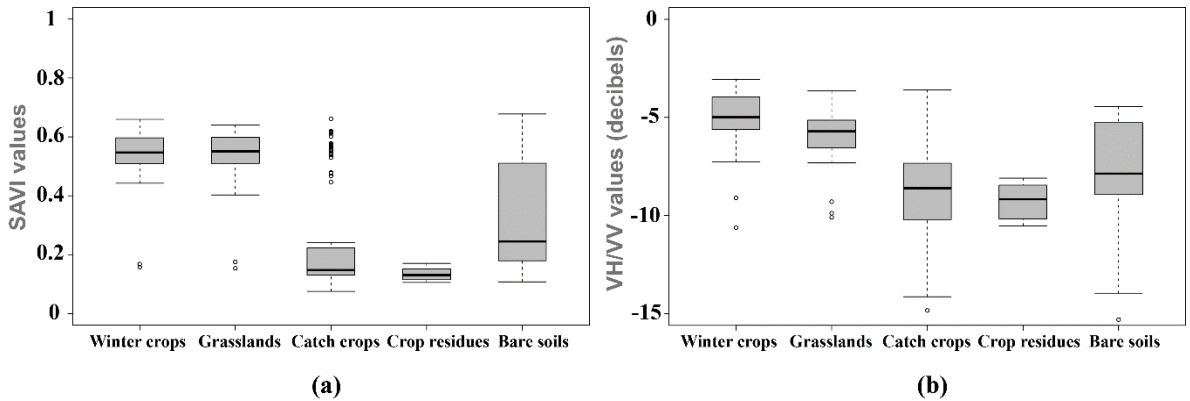 1
0.8
0.6
0.4
0.2
0
SAVI values
Winter crops Grasslands Catch crops Crop residues Bare soils
(a)
0
-5
-10
-15
VH/VV values (decibels)
Winter crops Grasslands Catch crops Crop residues Bare soils
(b)